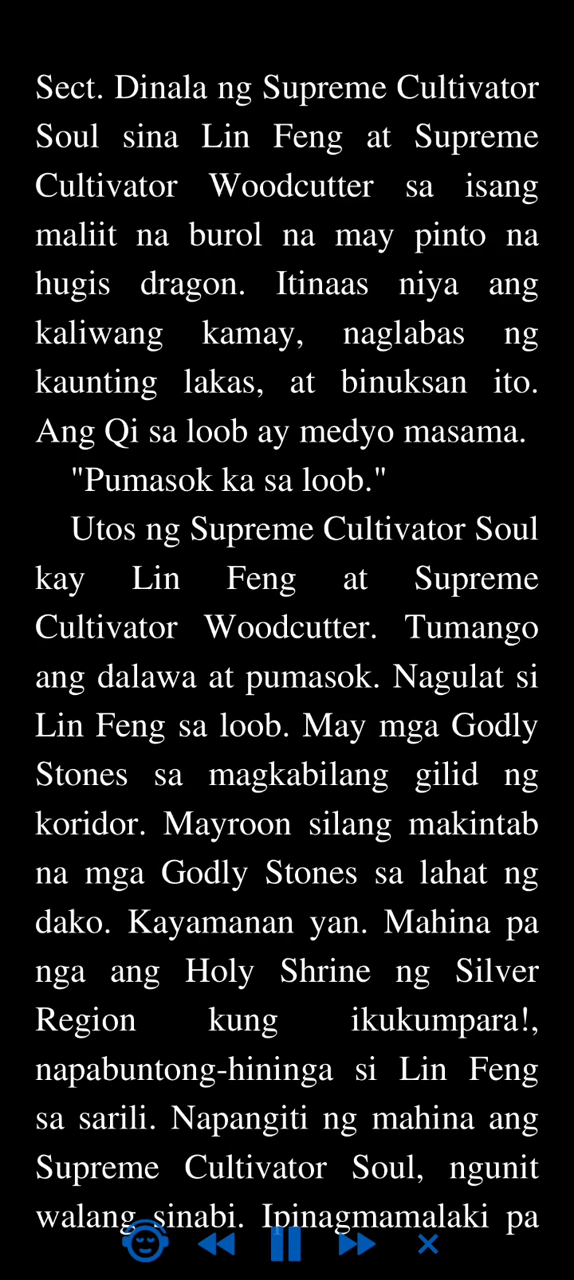 Sect. Dinala ng Supreme Cultivator
Soul sina Lin Feng at Supreme
Cultivator Woodcutter sa isang
maliit na burol na may pinto na
hugis dragon. Itinaas niya ang
kaliwang kamay, naglabas ng
kaunting lakas, at binuksan ito.
Ang Qi sa loob ay medyo masama.
"Pumasok ka sa loob."
Utos ng Supreme Cultivator Soul
kay Lin Feng at Supreme
Cultivator Woodcutter. Tumango
ang dalawa at pumasok. Nagulat si
Lin Feng sa loob. May mga Godly
Stones sa magkabilang gilid ng
koridor. Mayroon silang makintab
na mga Godly Stones sa lahat ng
dako. Kayamanan yan. Mahina pa
nga ang Holy Shrine ng Silver
Region kung ikukumpara!,
napabuntong-hininga si Lin Feng
sa sarili. Napangiti ng mahina ang
Supreme Cultivator Soul, ngunit
walang sinabi. Ipinagmamalaki pa